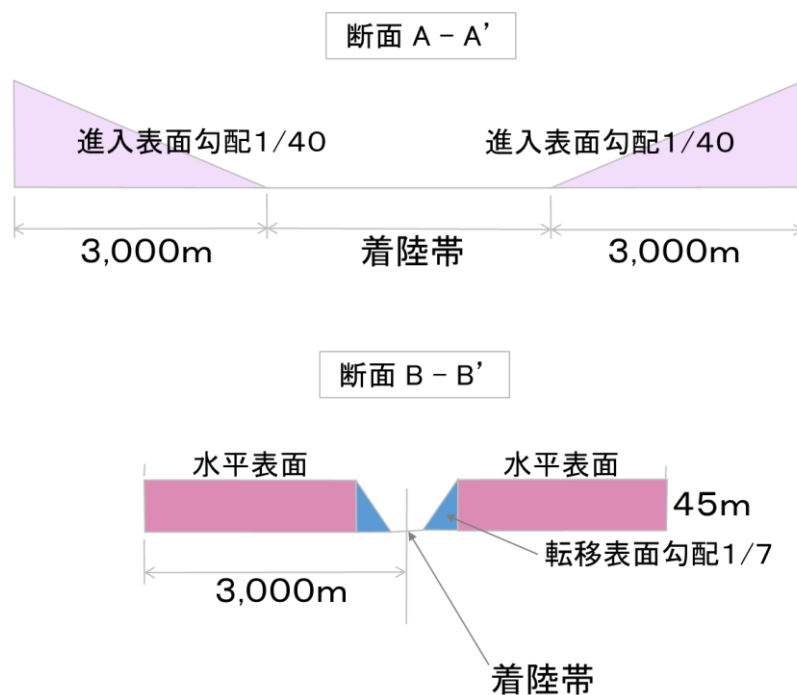 断面 A － A’
進入表面勾配１/４０
進入表面勾配１/４０
３,０００ｍ
着陸帯
３,０００ｍ
断面 B － B’
水平表面
水平表面
４５ｍ
転移表面勾配１/７
３,０００ｍ
着陸帯